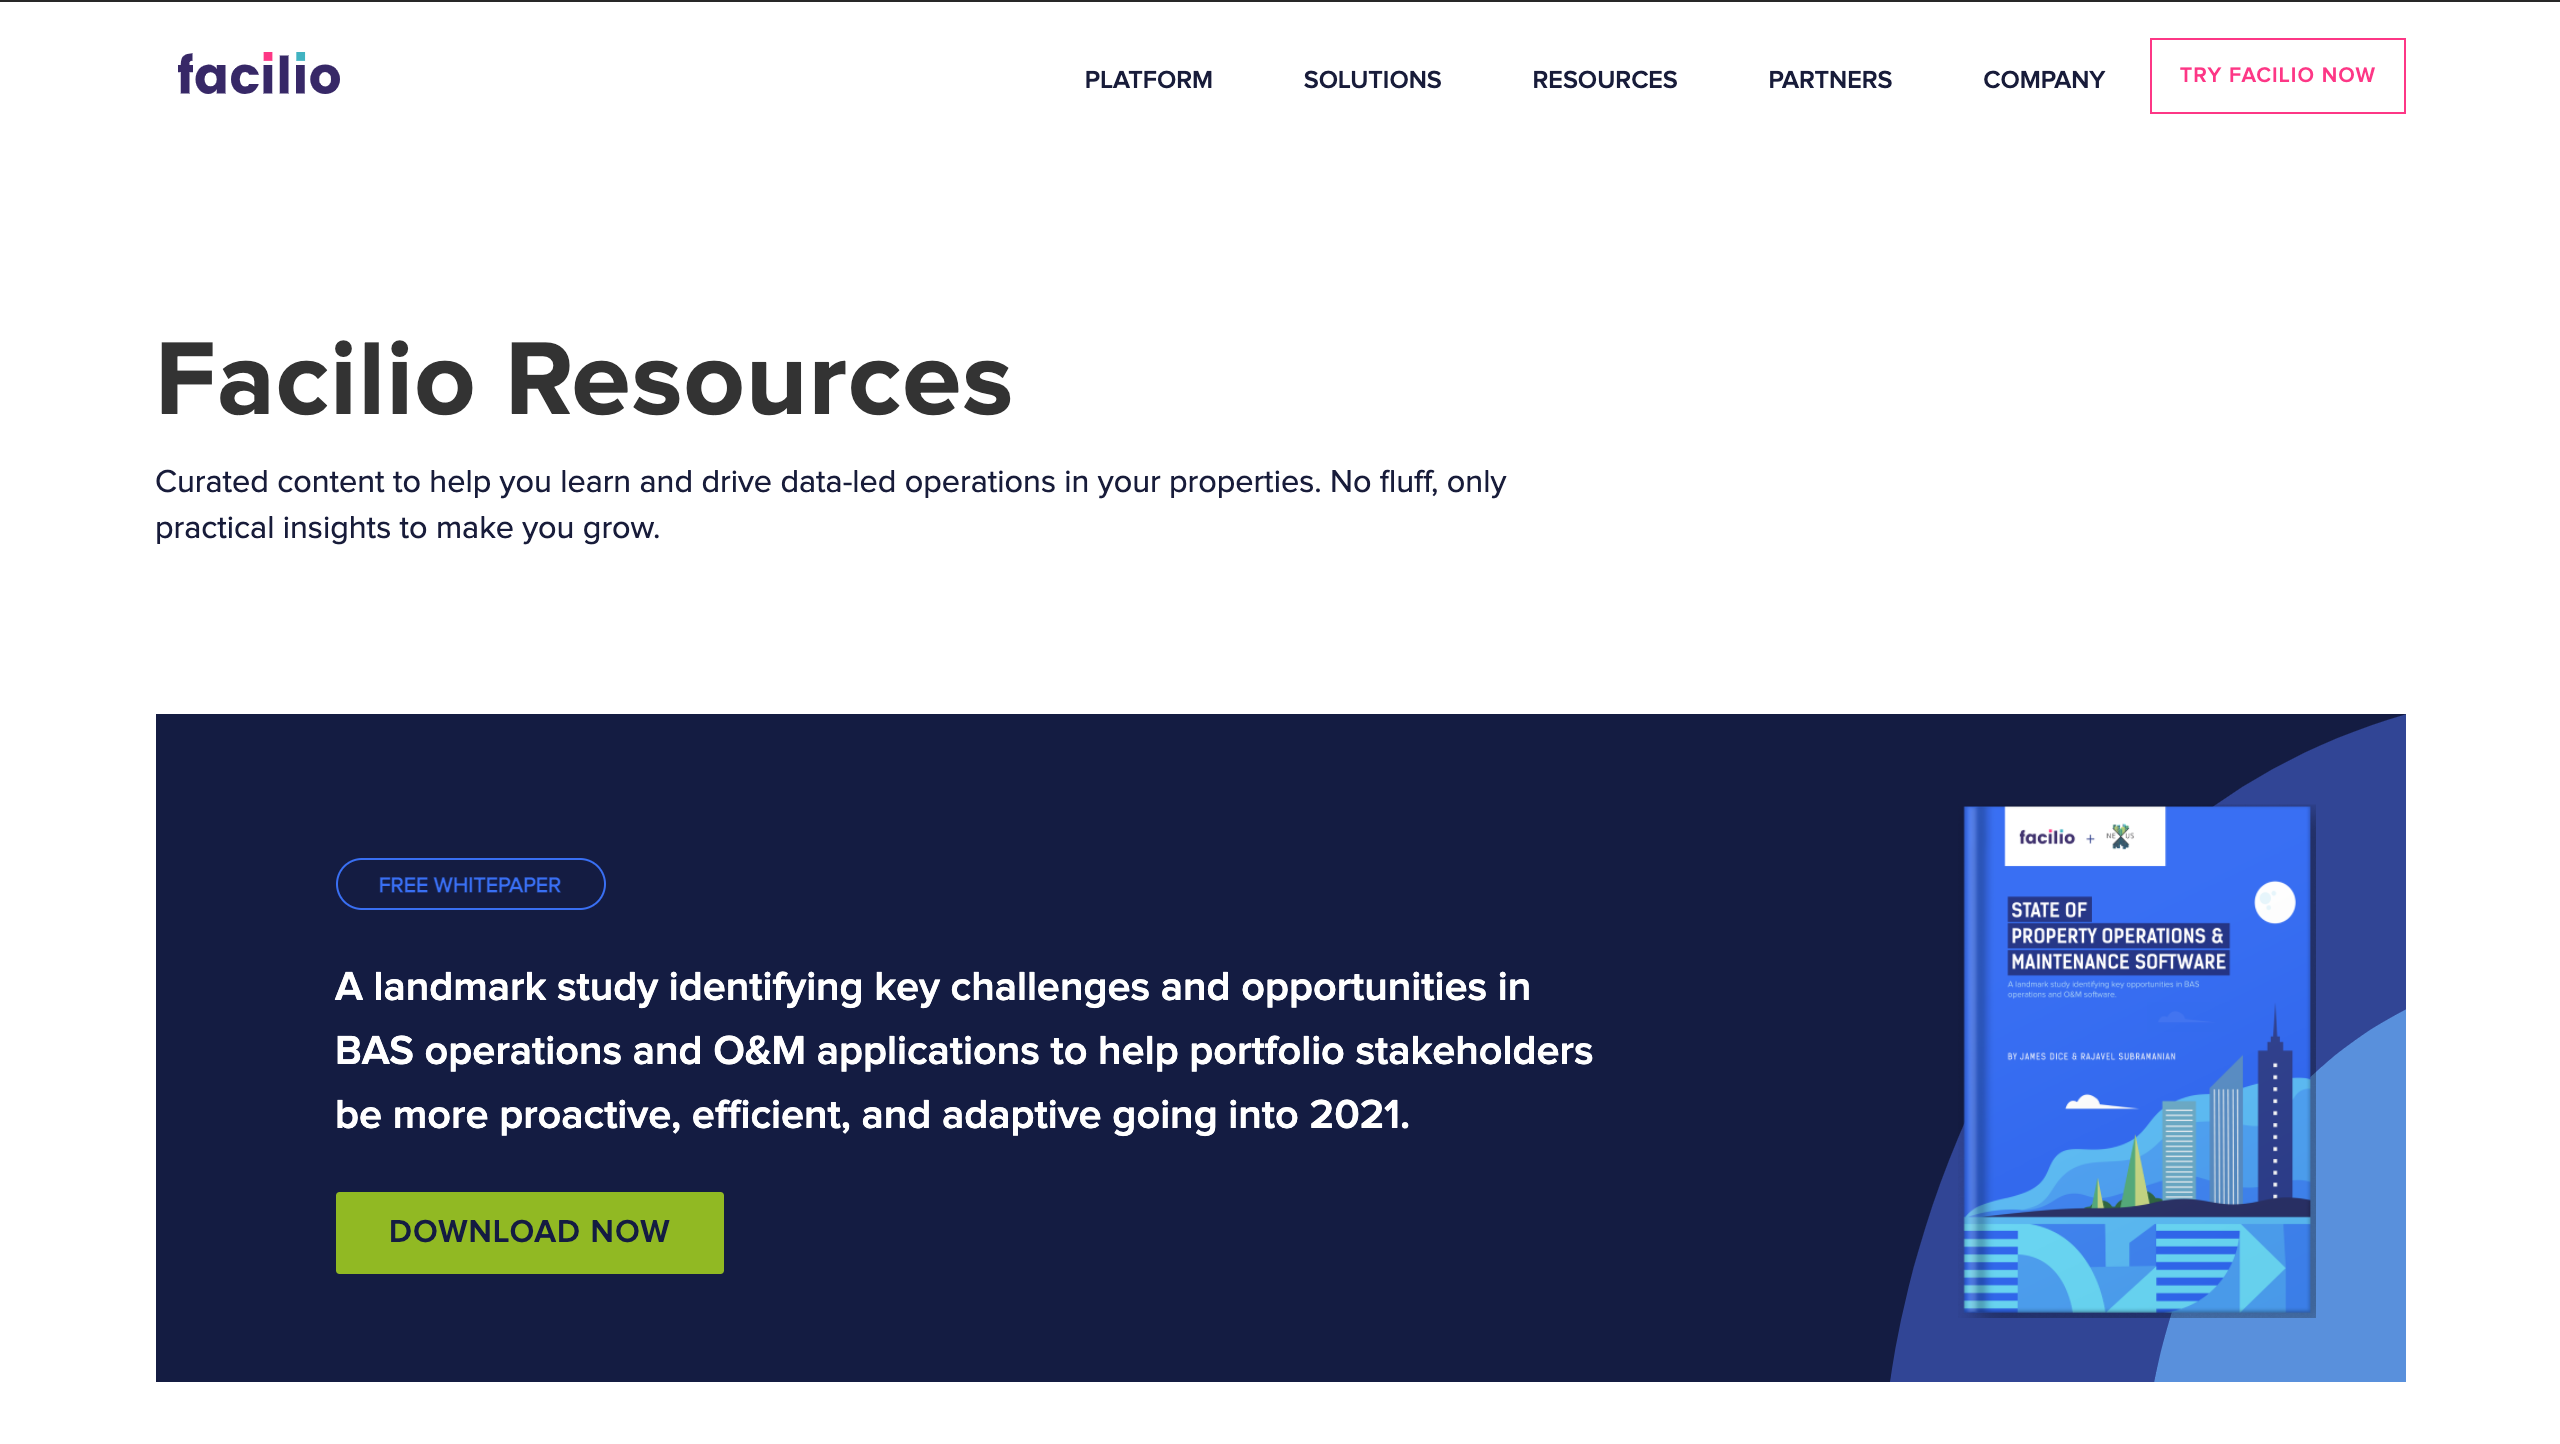 facilio
PLATFORM
SOLUTIONS
RESOURCES
PARTNERS
COMPANY
TRY FACILIO NOW
Facilio Resources
Curated content to help you learn and drive data-led operations in your properties. No fluff, only
practical insights to make you grow.
FREE WHITEPAPER
A landmark study identifying key challenges and opportunities in
BAS operations and O&M applications to help portfolio stakeholders
be more proactive, efficient, and adaptive going into 2021.
DOWNLOAD NOW
facilio + NEXUS
STATE OF
PROPERTY OPERATIONS &
MAINTENANCE SOFTWARE
A landmark study identifying key opportunities in BAS
operations and O&M software.
BY JAMES DICE & RAJAVEL SUBRAMANIAN